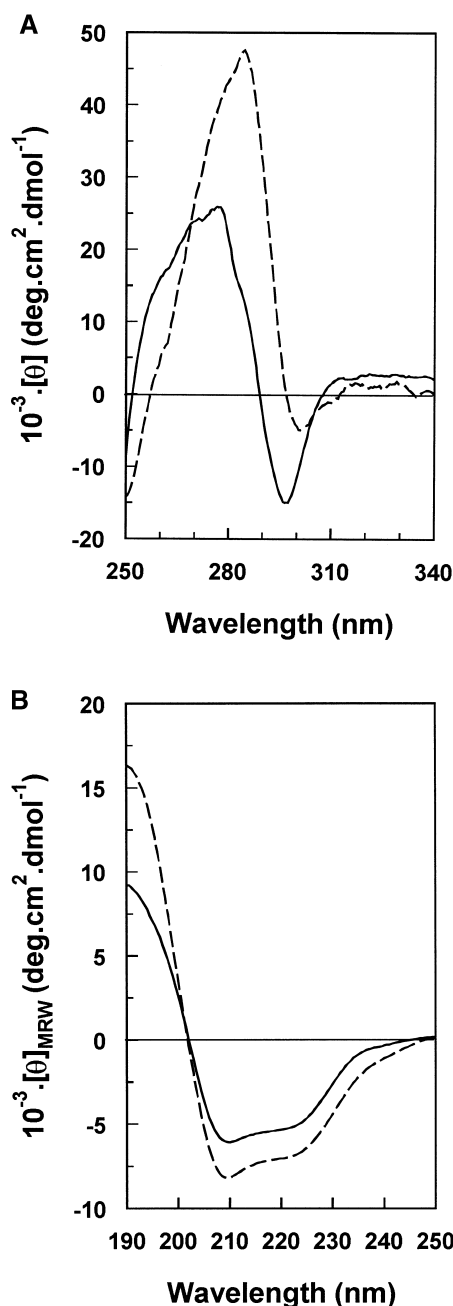 A
10⁻³.[θ] (deg.cm².dmol⁻¹)
50
40
30
20
10
0
-10
-20
250 280 310 340
Wavelength (nm)
B
10⁻³.[θ]MRW (deg.cm².dmol⁻¹)
20
15
10
5
0
-5
-10
190 200 210 220 230 240 250
Wavelength (nm)